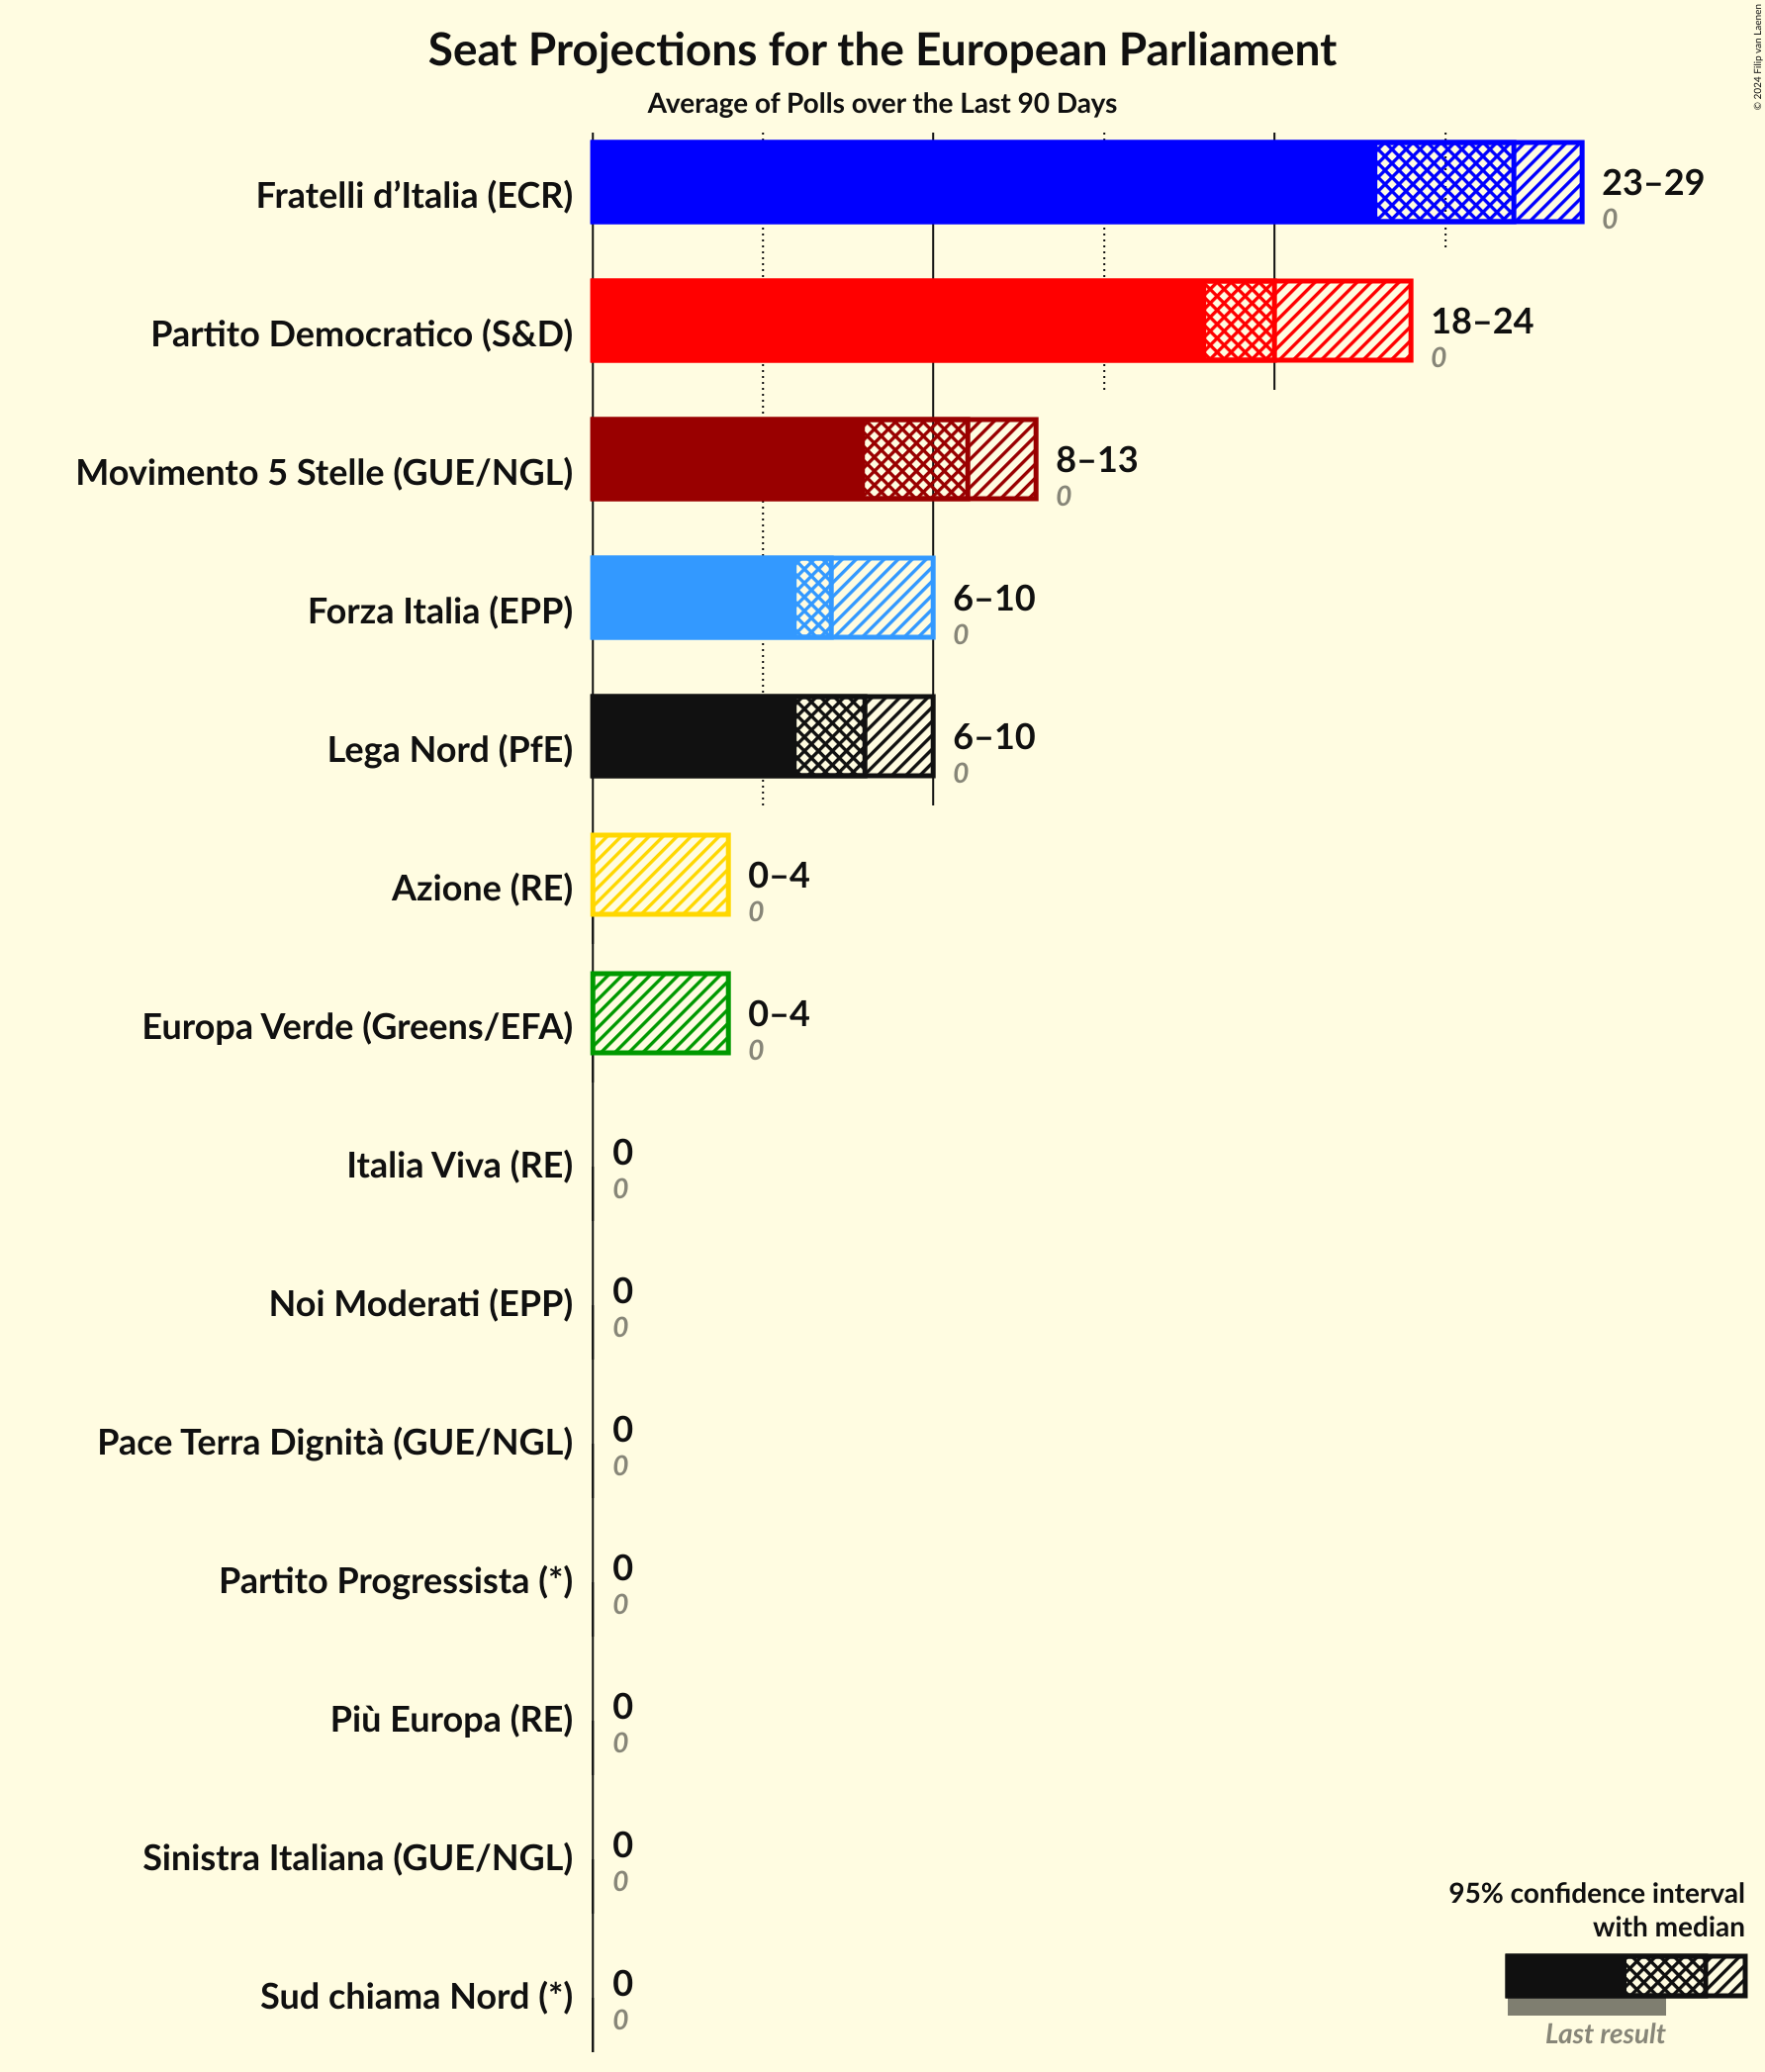 Seat Projections for the European Parliament
Average of Polls over the Last 90 Days
© 2024 Filip van Laenen
Fratelli d’Italia (ECR)
23–29
0
Partito Democratico (S&D)
18–24
0
Movimento 5 Stelle (GUE/NGL)
8–13
0
Forza Italia (EPP)
6–10
0
Lega Nord (PfE)
6–10
0
Azione (RE)
0–4
0
Europa Verde (Greens/EFA)
0–4
0
Italia Viva (RE)
0
0
Noi Moderati (EPP)
0
0
Pace Terra Dignità (GUE/NGL)
0
0
Partito Progressista (*)
0
0
Più Europa (RE)
0
0
Sinistra Italiana (GUE/NGL)
0
0
Sud chiama Nord (*)
0
0
95% confidence interval
with median
Last result